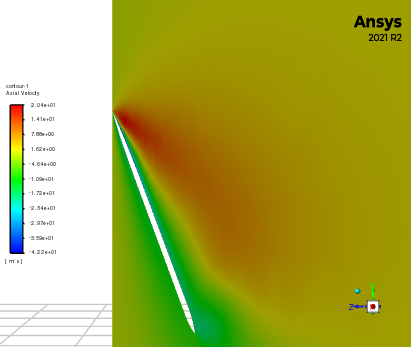 Ansys
2021 R2
contour-1
Axial Velocity
2.04e+01
1.41e+01
7.88e+00
1.62e+00
-4.64e+00
-1.09e+01
-1.72e+01
-2.34e+01
-2.97e+01
-3.59e+01
-4.22e+01
[ m/s ]
Z